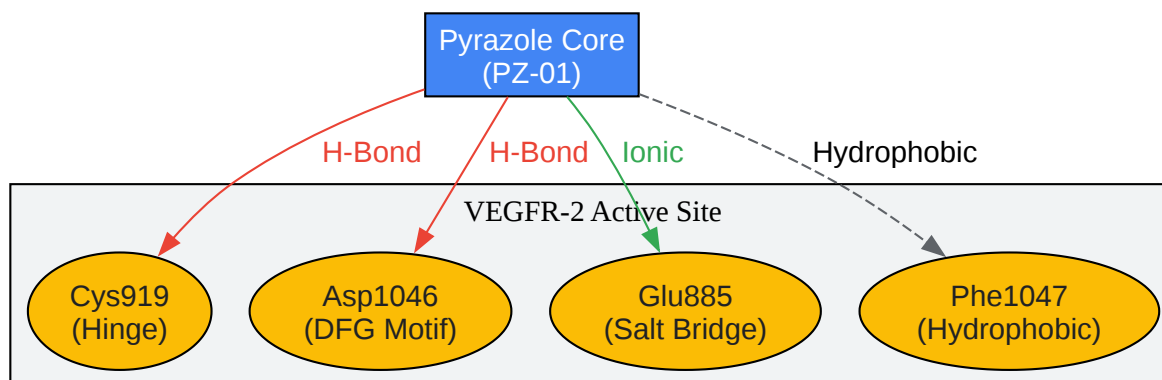 Pyrazole Core
(PZ-01)
H-Bond
H-Bond
Ionic
Hydrophobic
VEGFR-2 Active Site
Cys919
(Hinge)
Asp1046
(DFG Motif)
Glu885
(Salt Bridge)
Phe1047
(Hydrophobic)